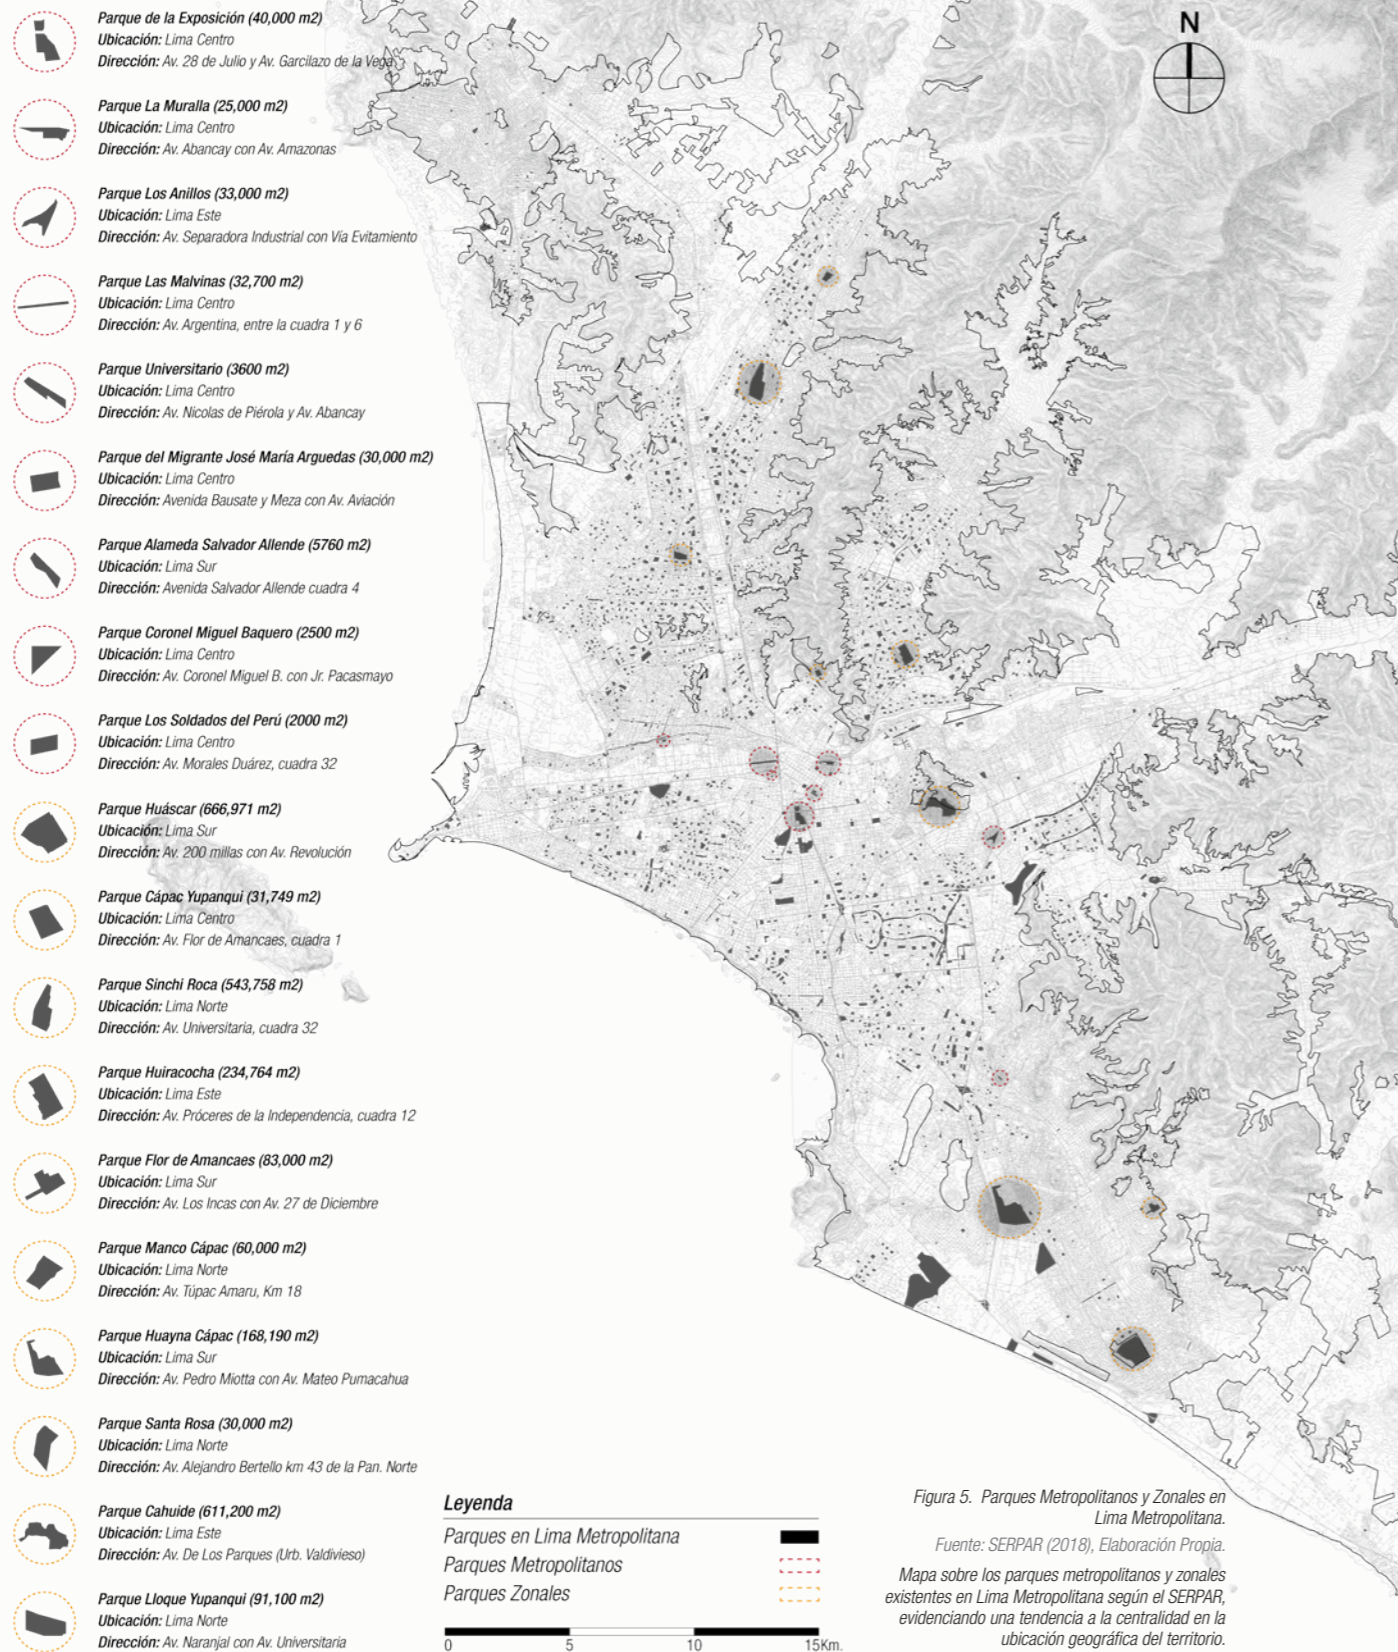 Parque de la Exposición (40,000 m2)
Ubicación: Lima Centro
Dirección: Av. 28 de Julio y Av. Garcilazo de la Vega
Parque La Muralla (25,000 m2)
Ubicación: Lima Centro
Dirección: Av. Abancay con Av. Amazonas
Parque Los Anillos (33,000 m2)
Ubicación: Lima Este
Dirección: Av. Separadora Industrial con Vía Evitamiento
Parque Las Malvinas (32,700 m2)
Ubicación: Lima Centro
Dirección: Av. Argentina, entre la cuadra 1 y 6
Parque Universitario (3600 m2)
Ubicación: Lima Centro
Dirección: Av. Nicolas de Piérola y Av. Abancay
Parque del Migrante José María Arguedas (30,000 m2)
Ubicación: Lima Centro
Dirección: Avenida Bausate y Meza con Av. Aviación
Parque Alameda Salvador Allende (5760 m2)
Ubicación: Lima Sur
Dirección: Avenida Salvador Allende cuadra 4
Parque Coronel Miguel Baquero (2500 m2)
Ubicación: Lima Centro
Dirección: Av. Coronel Miguel B. con Jr. Pacasmayo
Parque Los Soldados del Perú (2000 m2)
Ubicación: Lima Centro
Dirección: Av. Morales Duárez, cuadra 32
Parque Huáscar (666,971 m2)
Ubicación: Lima Sur
Dirección: Av. 200 millas con Av. Revolución
Parque Cápac Yupanqui (31,749 m2)
Ubicación: Lima Centro
Dirección: Av. Flor de Amancaes, cuadra 1
Parque Sinchi Roca (543,758 m2)
Ubicación: Lima Norte
Dirección: Av. Universitaria, cuadra 32
Parque Huiracocha (234,764 m2)
Ubicación: Lima Este
Dirección: Av. Próceres de la Independencia, cuadra 12
Parque Flor de Amancaes (83,000 m2)
Ubicación: Lima Sur
Dirección: Av. Los Incas con Av. 27 de Diciembre
Parque Manco Cápac (60,000 m2)
Ubicación: Lima Norte
Dirección: Av. Túpac Amaru, Km 18
Parque Huayna Cápac (168,190 m2)
Ubicación: Lima Sur
Dirección: Av. Pedro Miotta con Av. Mateo Pumacahua
Parque Santa Rosa (30,000 m2)
Ubicación: Lima Norte
Dirección: Av. Alejandro Bertello km 43 de la Pan. Norte
Parque Cahuide (611,200 m2)
Ubicación: Lima Este
Dirección: Av. De Los Parques (Urb. Valdivieso)
Parque Lloque Yupanqui (91,100 m2)
Ubicación: Lima Norte
Dirección: Av. Naranjal con Av. Universitaria
N
Leyenda
Parques en Lima Metropolitana
Parques Metropolitanos
Parques Zonales
0 5 10 15Km.
Figura 5. Parques Metropolitanos y Zonales en
Lima Metropolitana.
Fuente: SERPAR (2018), Elaboración Propia.
Mapa sobre los parques metropolitanos y zonales
existentes en Lima Metropolitana según el SERPAR,
evidenciando una tendencia a la centralidad en la
ubicación geográfica del territorio.